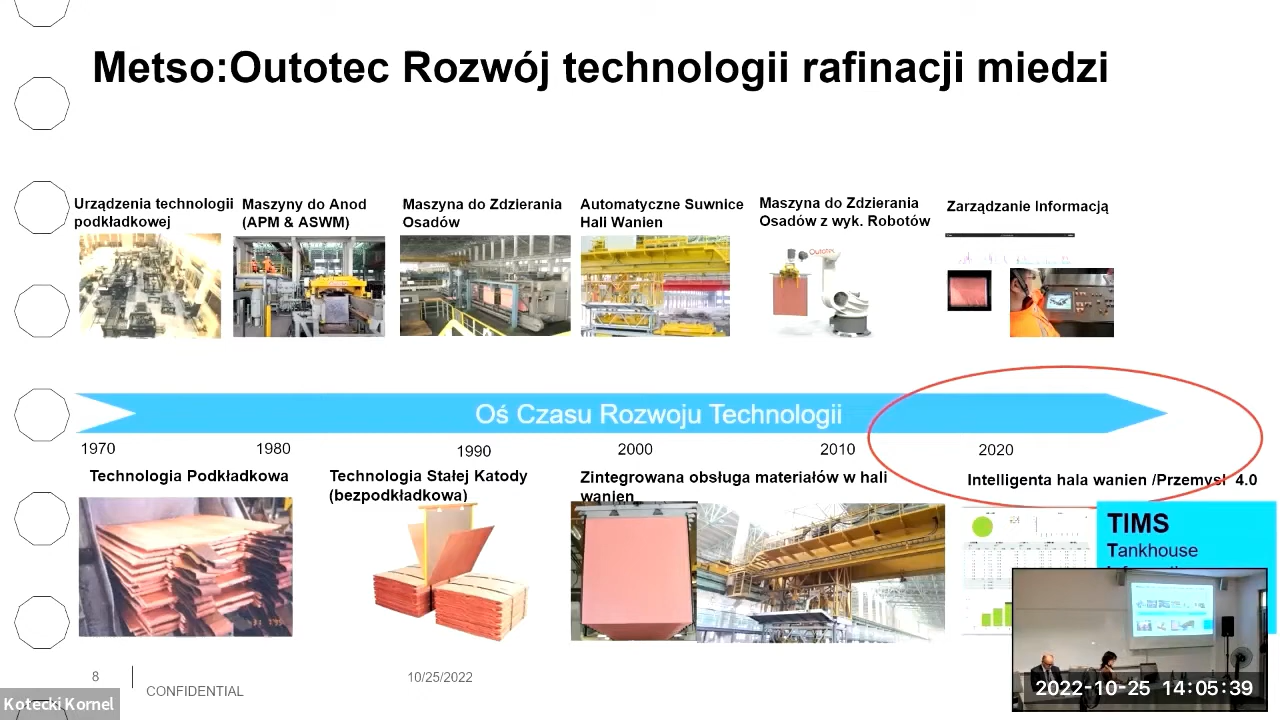 Metso:Outotec Rozwój technologii rafinacji miedzi
Urządzenia technologii
podkładkowej
Maszyny do Anod
(APM & ASWM)
Maszyna do Zdzierania
Osadów
Automatyczne Suwnice
Hali Wanien
Maszyna do Zdzierania
Osadów z wyk. Robotów
Zarządzanie Informacją
Outotec
Oś Czasu Rozwoju Technologii
1970
1980
1990
2000
2010
2020
Technologia Podkładkowa
Technologia Stałej Katody
(bezpodkładkowa)
Zintegrowana obsługa materiałów w hali
wanien
Intelligenta hala wanien /Przemysł 4.0
TIMS
Tankhouse
8
CONFIDENTIAL
10/25/2022
Kotecki Kornel
2022-10-25 14:05:39